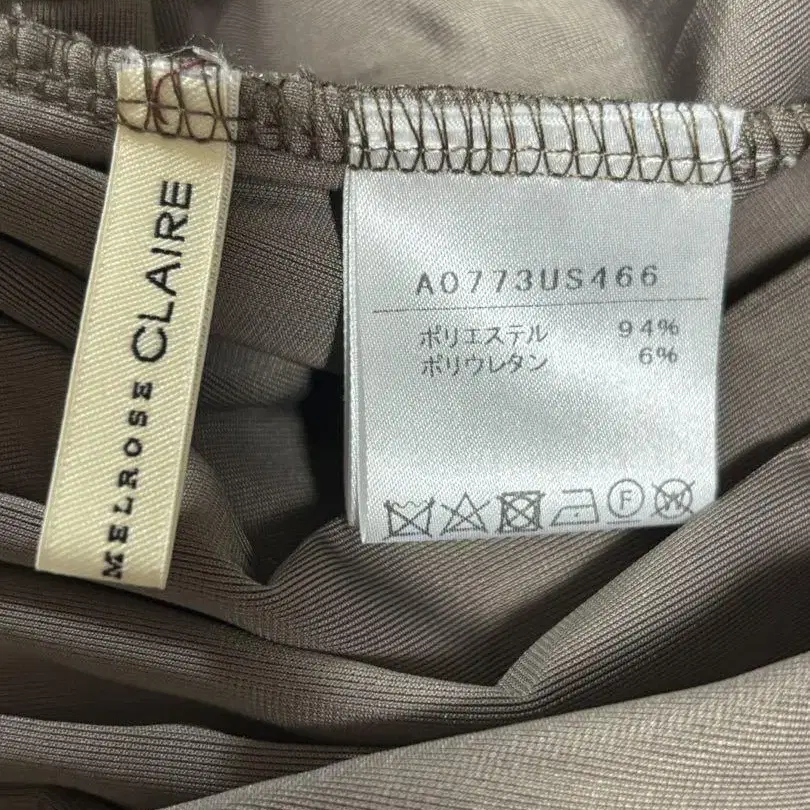 MELROSE CLAIRE
A0773US466
ポリエステル 94%
ポリウレタン 6%
F
W